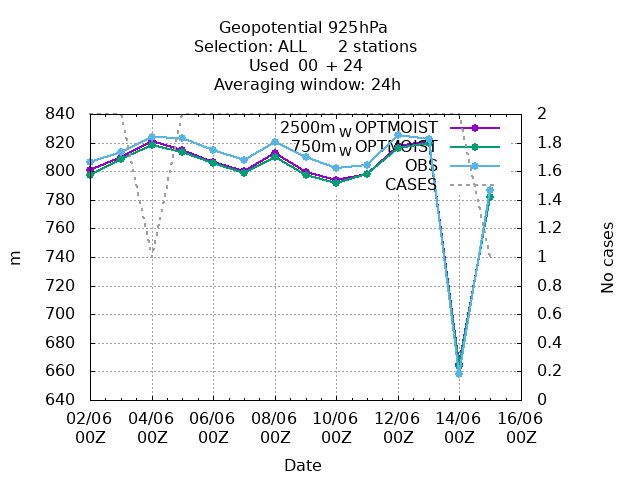 Geopotential 925hPa
Selection: ALL 2 stations
Used 00 + 24
Averaging window: 24h
840
820
800
780
760
740
720
700
680
660
640
2
1.8
1.6
1.4
1.2
1
0.8
0.6
0.4
0.2
0
2500m W OPTMOIST
750m W OPTMOIST
OBS
CASES
m
No cases
02/06 04/06 06/06 08/06 10/06 12/06 14/06 16/06
00Z 00Z 00Z 00Z 00Z 00Z 00Z 00Z
Date